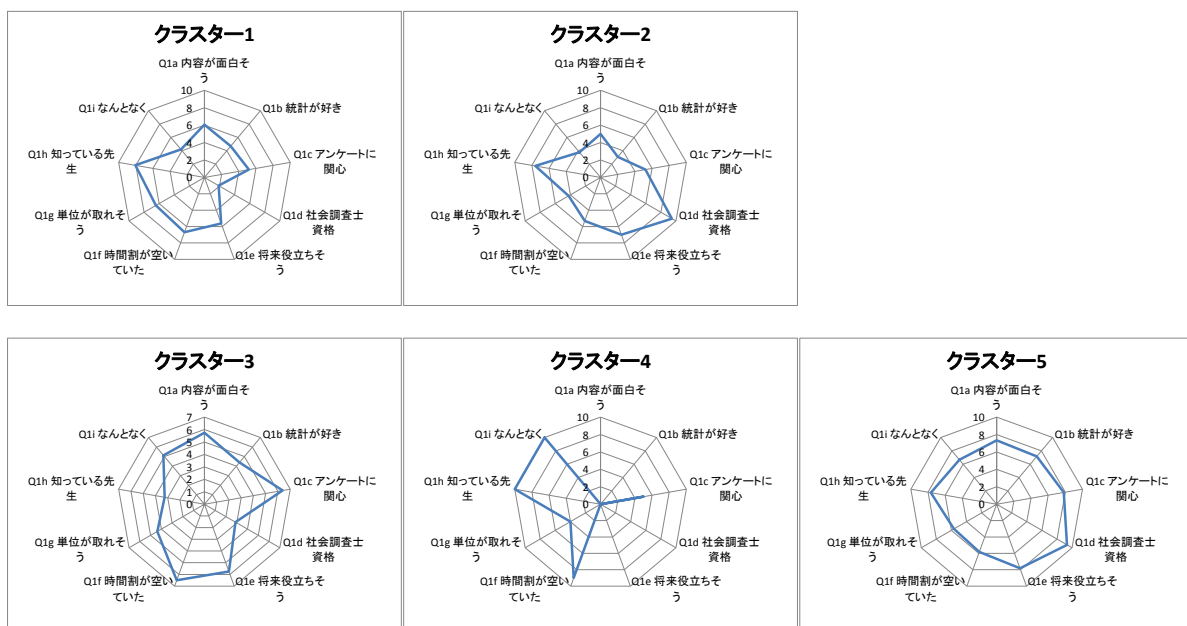 クラスター1
Q1a 内容が面白そ
う
Q1b 統計が好き
Q1c アンケートに
関心
Q1d 社会調査士
資格
Q1e 将来役立ちそ
う
Q1f 時間割が空い
ていた
Q1g 単位が取れそ
う
Q1h 知っている先
生
Q1i なんとなく
10
8
6
4
2
0
クラスター2
Q1a 内容が面白そ
う
Q1b 統計が好き
Q1c アンケートに
関心
Q1d 社会調査士
資格
Q1e 将来役立ちそ
う
Q1f 時間割が空い
ていた
Q1g 単位が取れそ
う
Q1h 知っている先
生
Q1i なんとなく
10
8
6
4
2
0
クラスター3
Q1a 内容が面白そ
う
Q1b 統計が好き
Q1c アンケートに
関心
Q1d 社会調査士
資格
Q1e 将来役立ちそ
う
Q1f 時間割が空い
ていた
Q1g 単位が取れそ
う
Q1h 知っている先
生
Q1i なんとなく
7
6
5
4
3
2
1
0
クラスター4
Q1a 内容が面白そ
う
Q1b 統計が好き
Q1c アンケートに
関心
Q1d 社会調査士
資格
Q1e 将来役立ちそ
う
Q1f 時間割が空い
ていた
Q1g 単位が取れそ
う
Q1h 知っている先
生
Q1i なんとなく
10
8
6
4
2
0
クラスター5
Q1a 内容が面白そ
う
Q1b 統計が好き
Q1c アンケートに
関心
Q1d 社会調査士
資格
Q1e 将来役立ちそ
う
Q1f 時間割が空い
ていた
Q1g 単位が取れそ
う
Q1h 知っている先
生
Q1i なんとなく
10
8
6
4
2
0